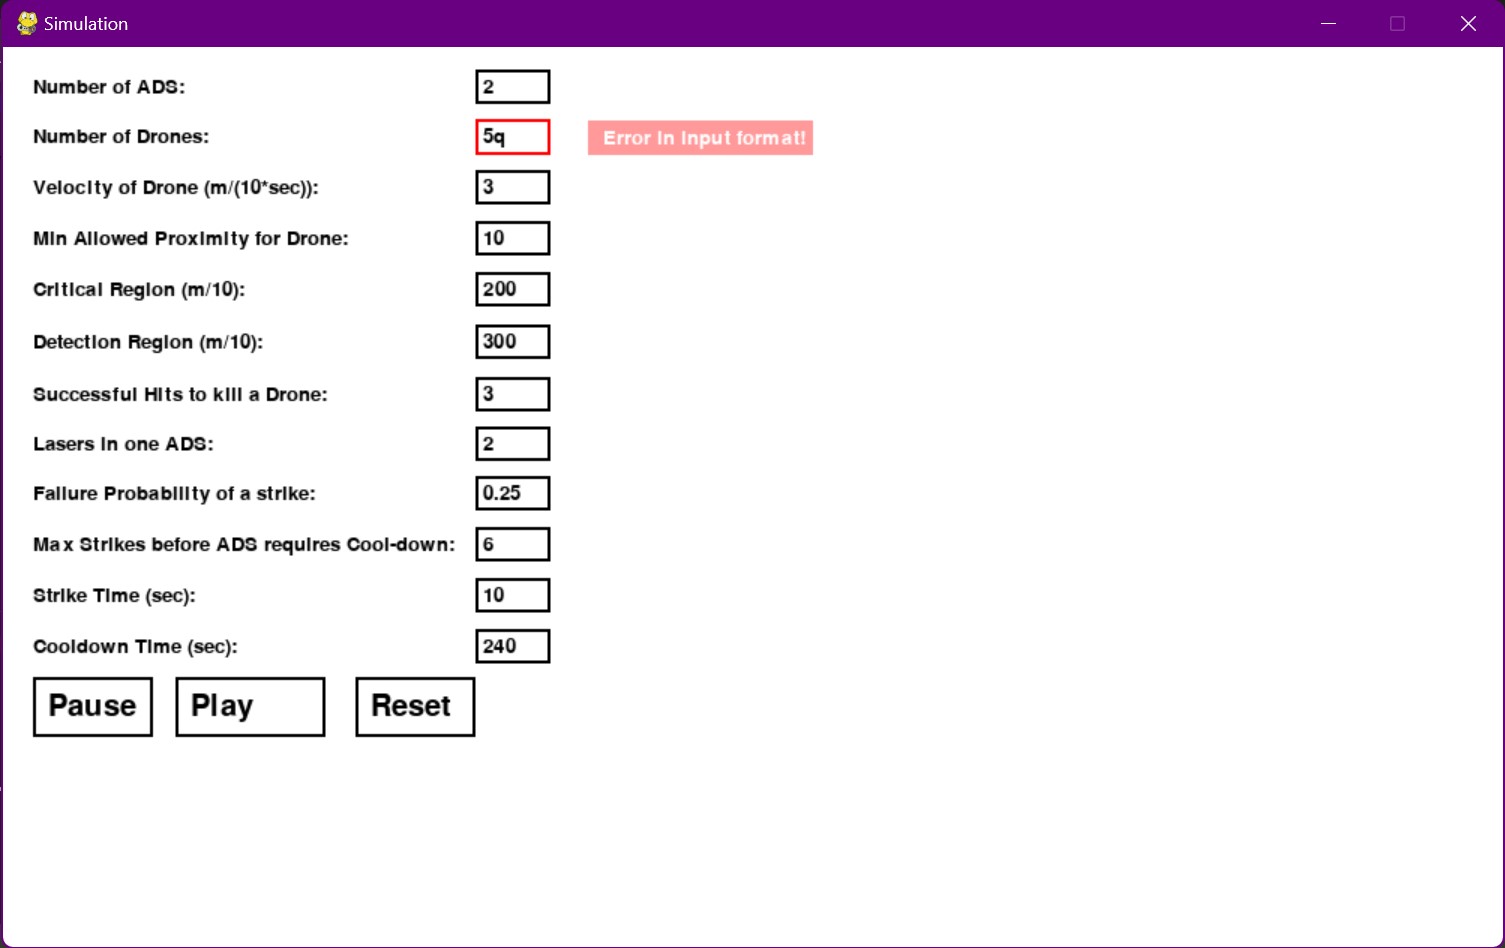 Simulation
Number of ADS: 2
Number of Drones: 5q Error in input format!
Velocity of Drone (m/(10*sec)): 3
Min Allowed Proximity for Drone: 10
Critical Region (m/10): 200
Detection Region (m/10): 300
Successful Hits to kill a Drone: 3
Lasers in one ADS: 2
Failure Probability of a strike: 0.25
Max Strikes before ADS requires Cool-down: 6
Strike Time (sec): 10
Cooldown Time (sec): 240
Pause Play Reset